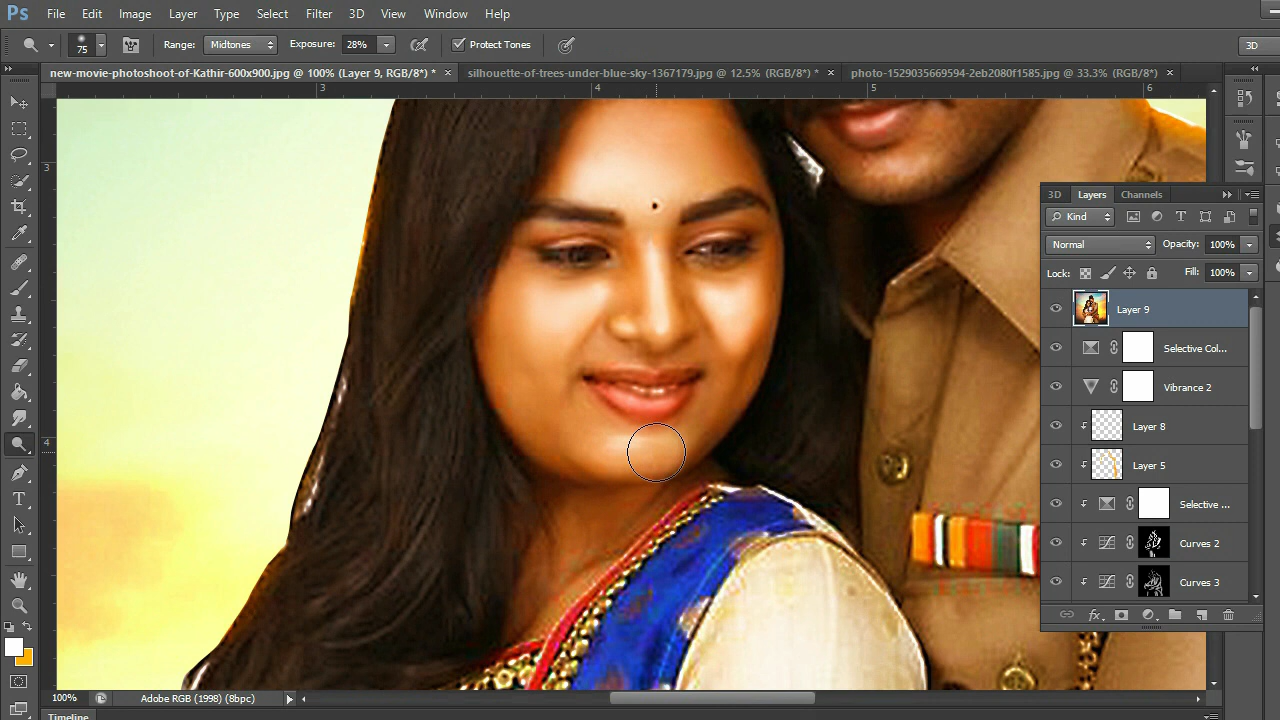 Ps File Edit Image Layer Type Select Filter 3D View Window Help
75 Range: Midtones Exposure: 28% Protect Tones 3D
new-movie-photoshoot-of-Kathir-600x900.jpg @ 100% (Layer 9, RGB/8*) * × silhouette-of-trees-under-blue-sky-1367179.jpg @ 12.5% (RGB/8*) * × photo-1529035669594-2eb2080f1585.jpg @ 33.3% (RGB/8*) ×
3 4 5 6
3
4
3D Layers Channels
Kind
Normal Opacity: 100%
Lock: Fill: 100%
Layer 9
Selective Col...
Vibrance 2
Layer 8
Layer 5
Selective ...
Curves 2
Curves 3
fx
100% Adobe RGB (1998) (8bpc)
Timeline